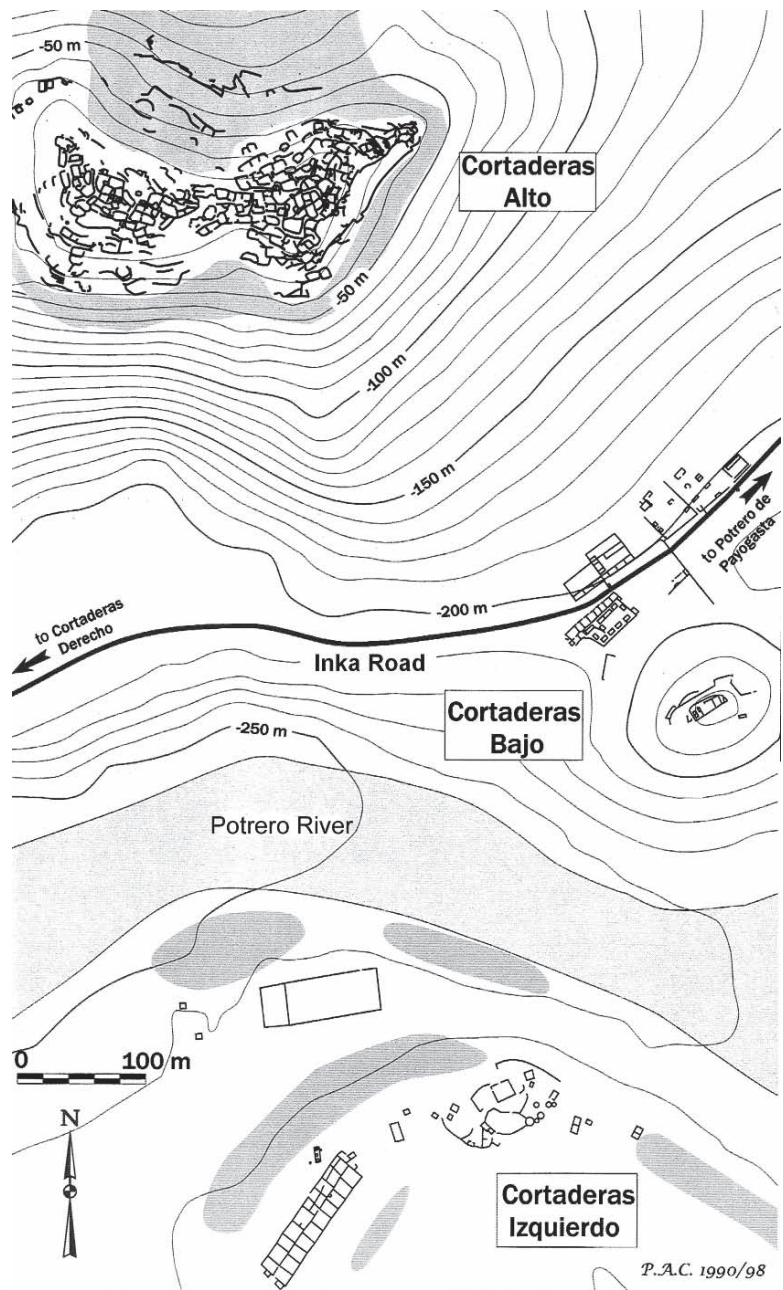 -50 m
Cortaderas
Alto
-50 m
-100 m
-150 m
to Potrero de
Payogasta
-200 m
to Cortaderas
Derecho
Inka Road
Cortaderas
Bajo
-250 m
Potrero River
0 100 m
N
Cortaderas
Izquierdo
P.A.C. 1990/98